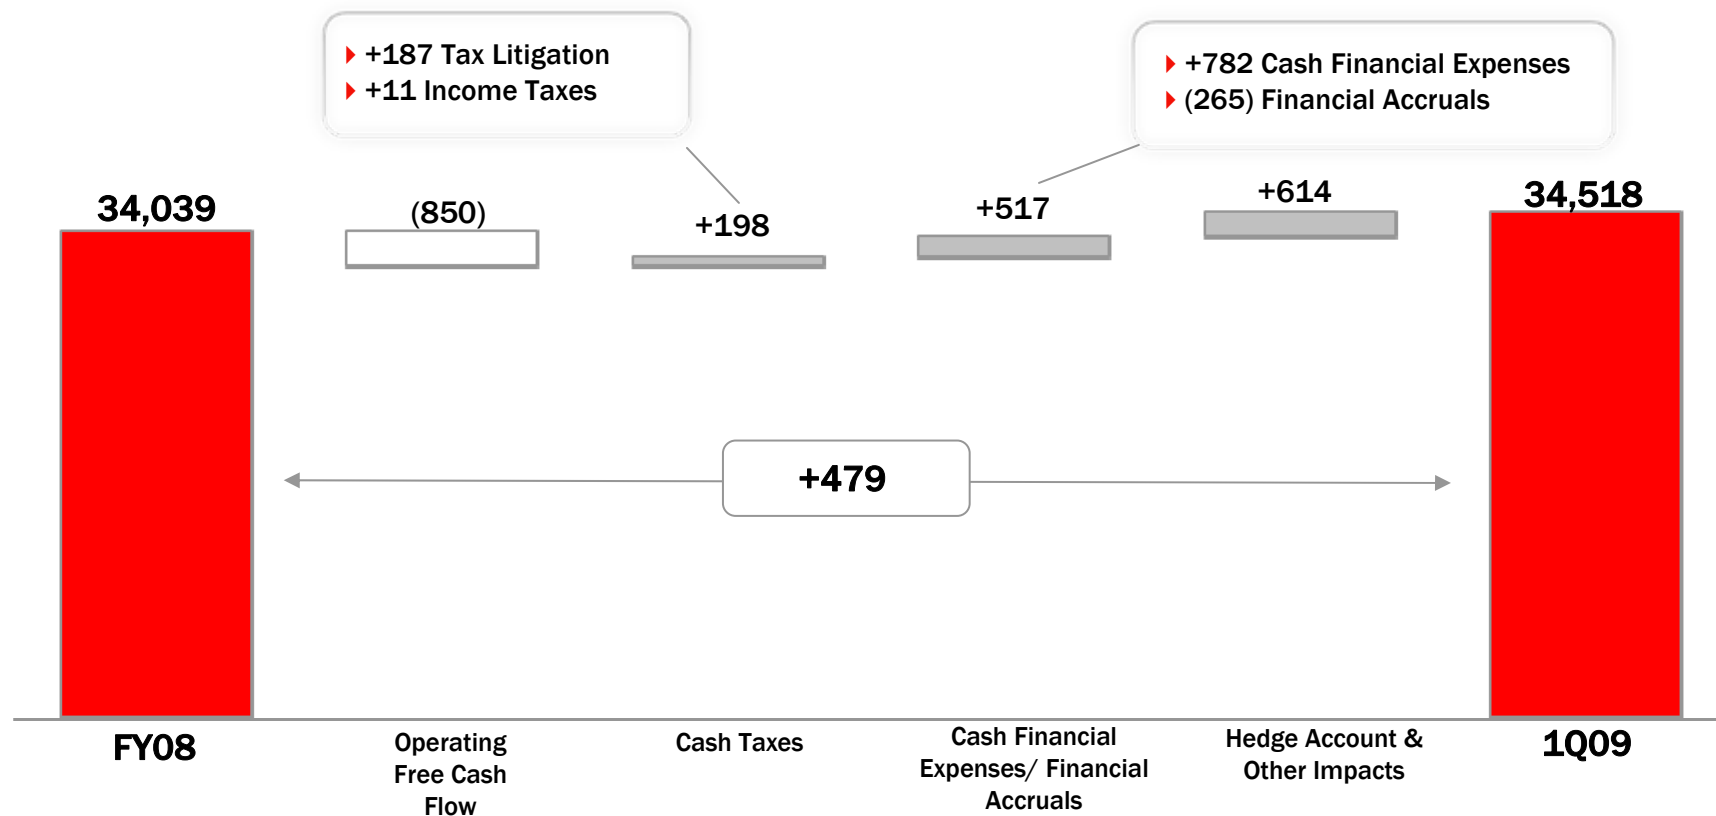 +187 Tax Litigation
+11 Income Taxes
+782 Cash Financial Expenses
(265) Financial Accruals
34,039
(850)
+198
+517
+614
34,518
+479
FY08
Operating
Free Cash
Flow
Cash Taxes
Cash Financial
Expenses/ Financial
Accruals
Hedge Account &
Other Impacts
1Q09